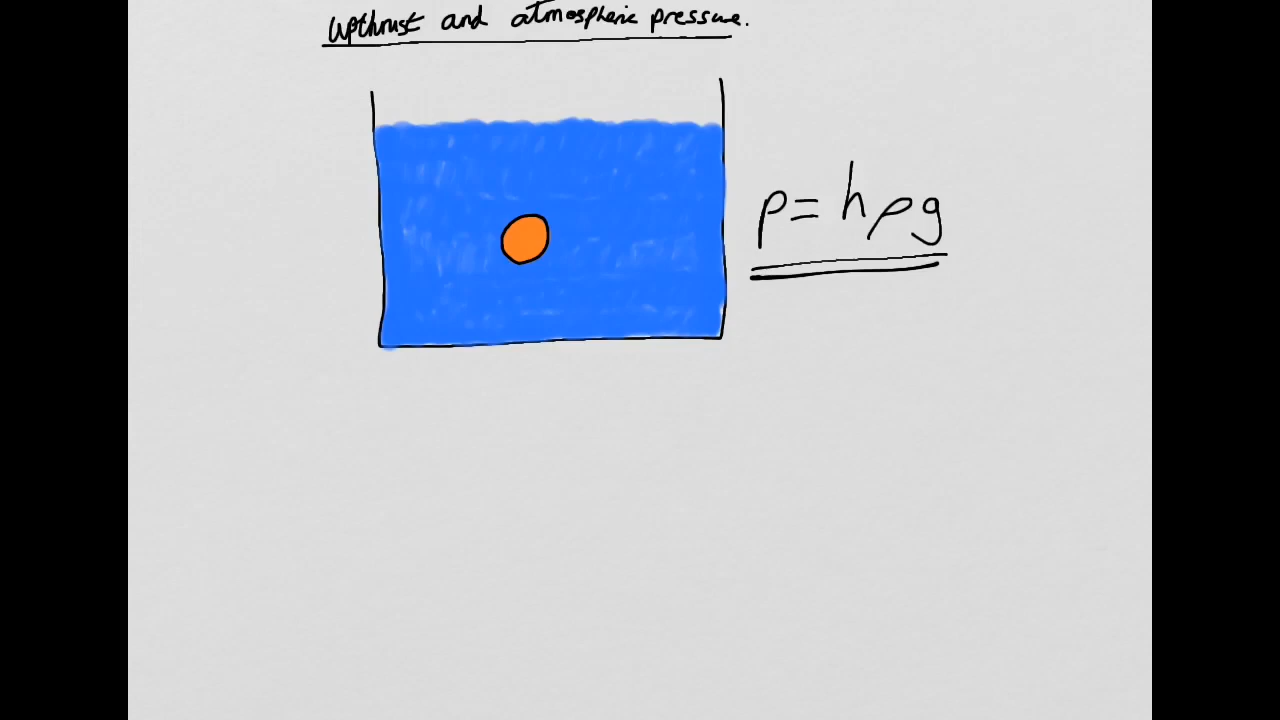 Upthrust and atmospheric pressure.
p = hρg